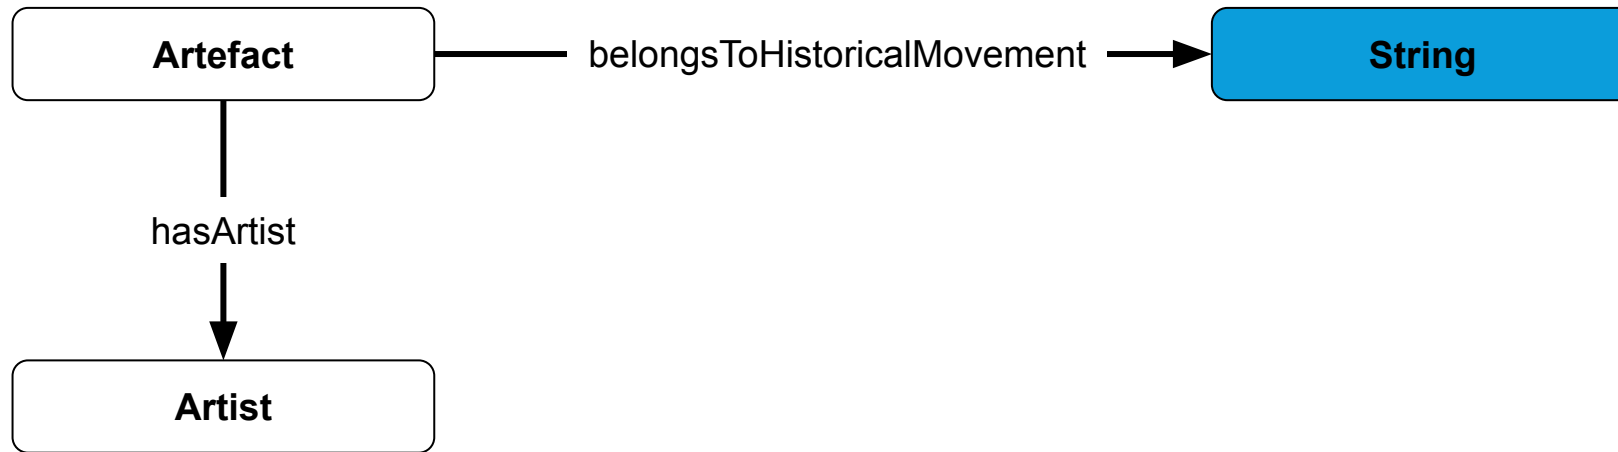 Artefact
belongsToHistoricalMovement
String
hasArtist
Artist